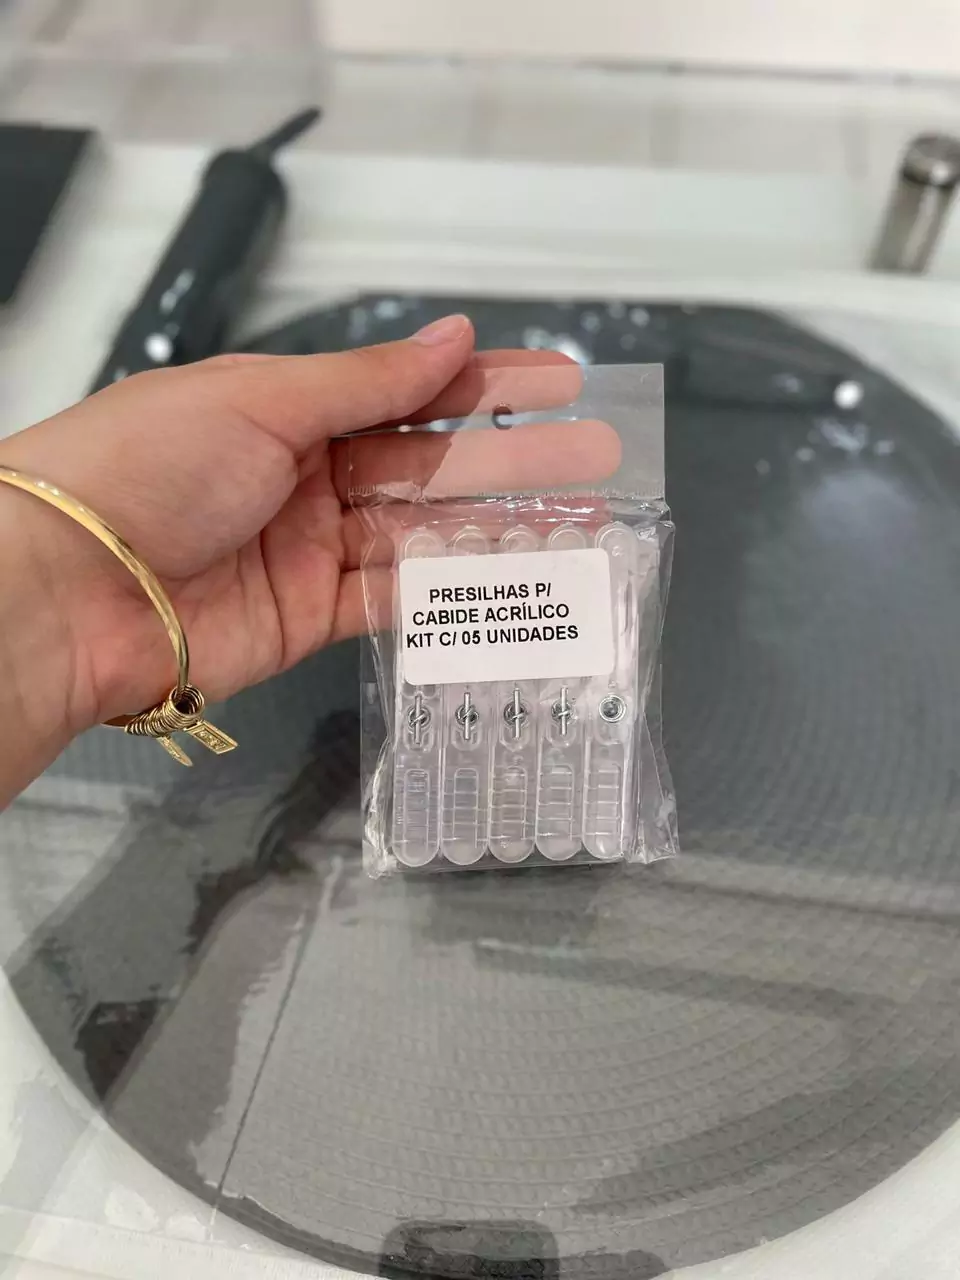 PRESILHAS P/
CABIDE ACRÍLICO
KIT C/ 05 UNIDADES